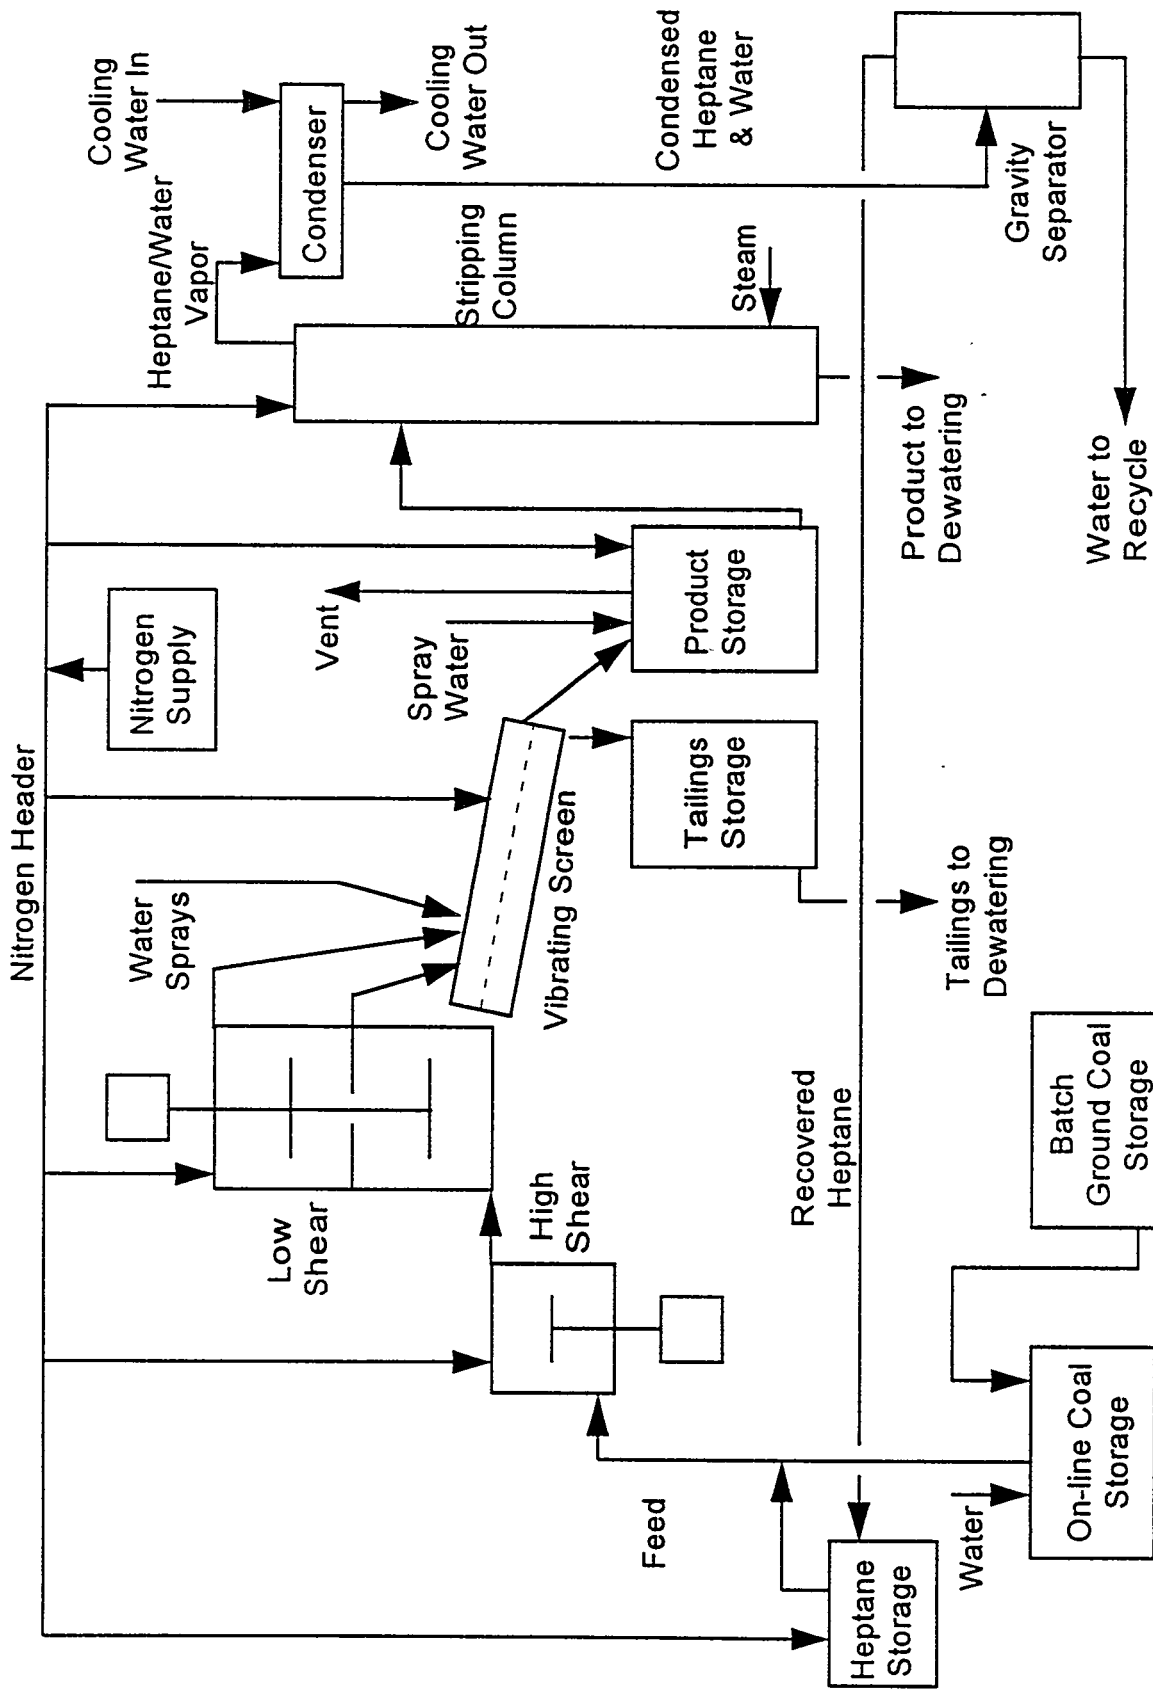 Nitrogen Header
Nitrogen
Supply
Heptane/Water
Vapor
Cooling
Water In
Condenser
Cooling
Water Out
Water
Sprays
Vent
Low
Shear
Spray
Water
Stripping
Column
High
Shear
Vibrating Screen
Condensed
Heptane
& Water
Feed
Tailings
Storage
Product
Storage
Steam
Recovered
Heptane
Heptane
Storage
Water
Tailings to
Dewatering
Product to
Dewatering
Gravity
Separator
On-line Coal
Storage
Batch
Ground Coal
Storage
Water to
Recycle